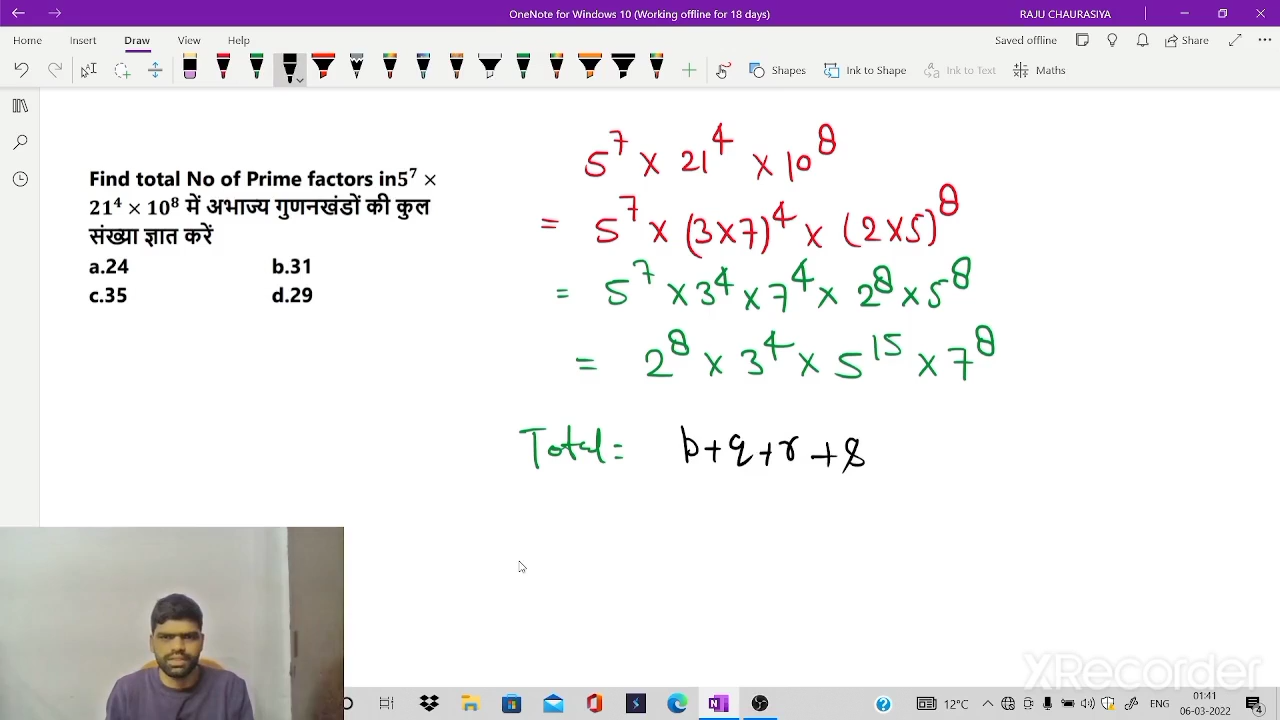 OneNote for Windows 10 (Working offline for 18 days)
RAJU CHAURASIYA
Home Insert Draw View Help
Saved offline
Share
Shapes Ink to Shape Ink to Text Maths
Find total No of Prime factors in 5⁷ ×
21⁴ × 10⁸ में अभाज्य गुणनखंडों की कुल
संख्या ज्ञात करें
a.24 b.31
c.35 d.29
5⁷ × 21⁴ × 10⁸
= 5⁷ × (3×7)⁴ × (2×5)⁸
= 5⁷ × 3⁴ × 7⁴ × 2⁸ × 5⁸
= 2⁸ × 3⁴ × 5¹⁵ × 7⁸
Total = p+q+r+s
XRecorder
12°C
ENG
01:41
06-03-2022
4